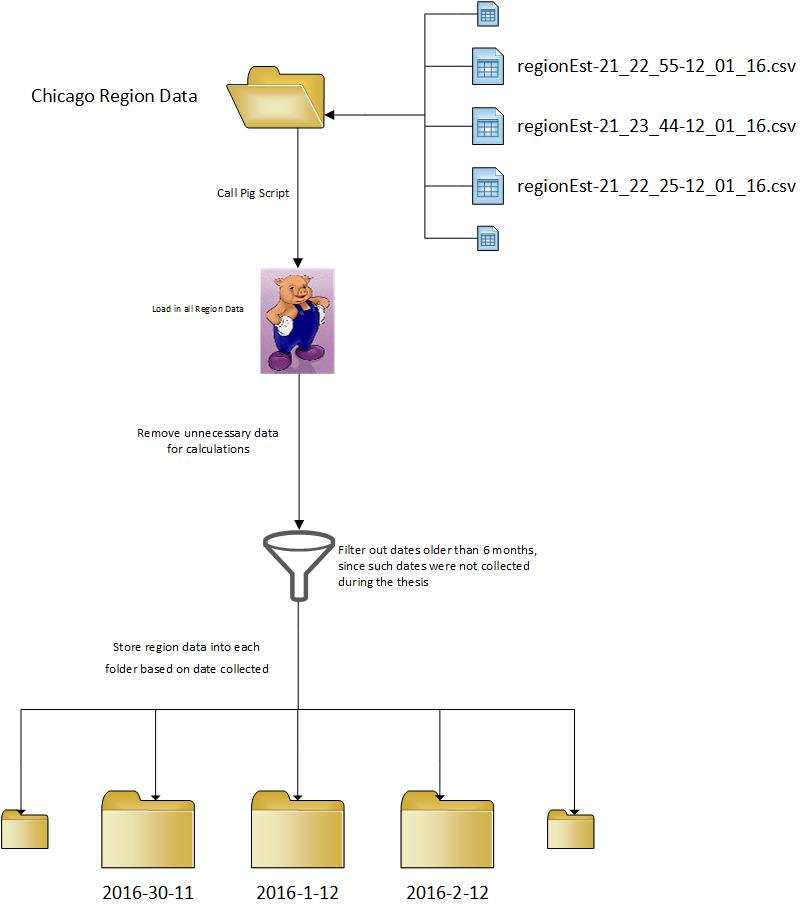 regionEst-21_22_55-12_01_16.csv
Chicago Region Data
regionEst-21_23_44-12_01_16.csv
regionEst-21_22_25-12_01_16.csv
Call Pig Script
Load in all Region Data
Remove unnecessary data
for calculations
Filter out dates older than 6 months,
since such dates were not collected
during the thesis
Store region data into each
folder based on date collected
2016-30-11
2016-1-12
2016-2-12